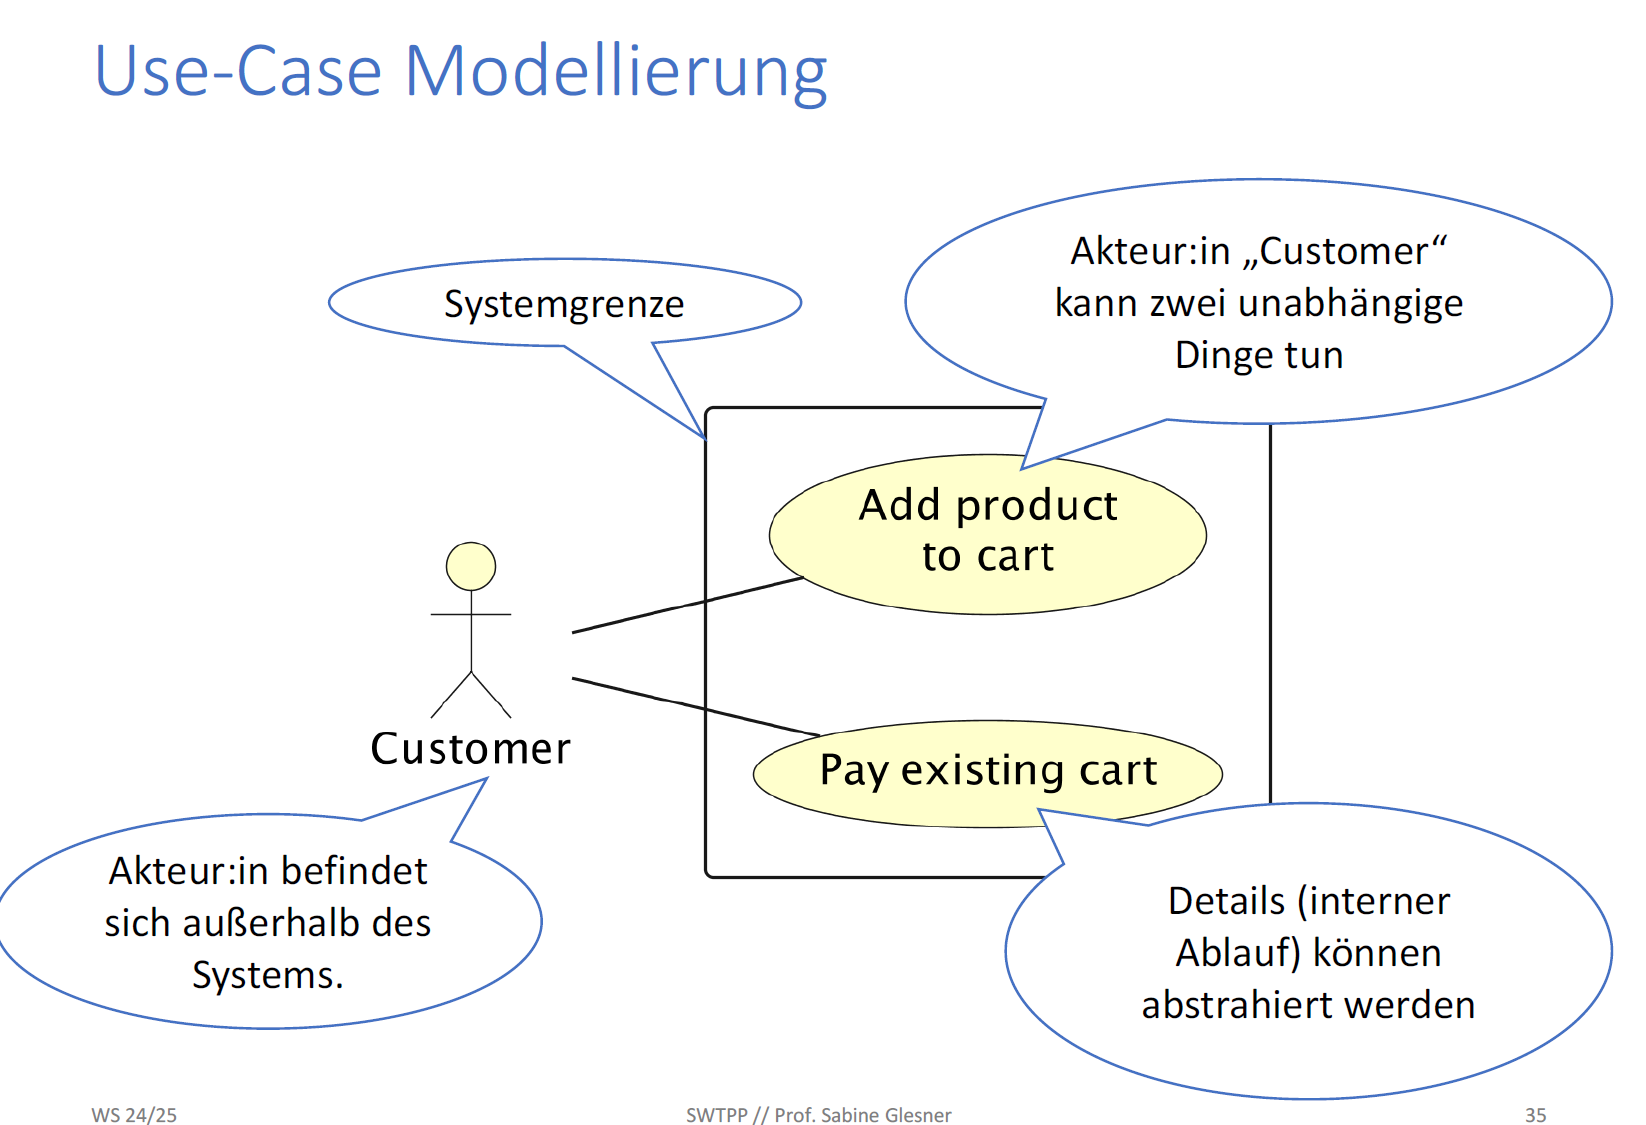 Use-Case Modellierung
Systemgrenze
Akteur:in „Customer“
kann zwei unabhängige
Dinge tun
Add product
to cart
Customer
Pay existing cart
Akteur:in befindet
sich außerhalb des
Systems.
Details (interner
Ablauf) können
abstrahiert werden
WS 24/25
SWTPP // Prof. Sabine Glesner
35